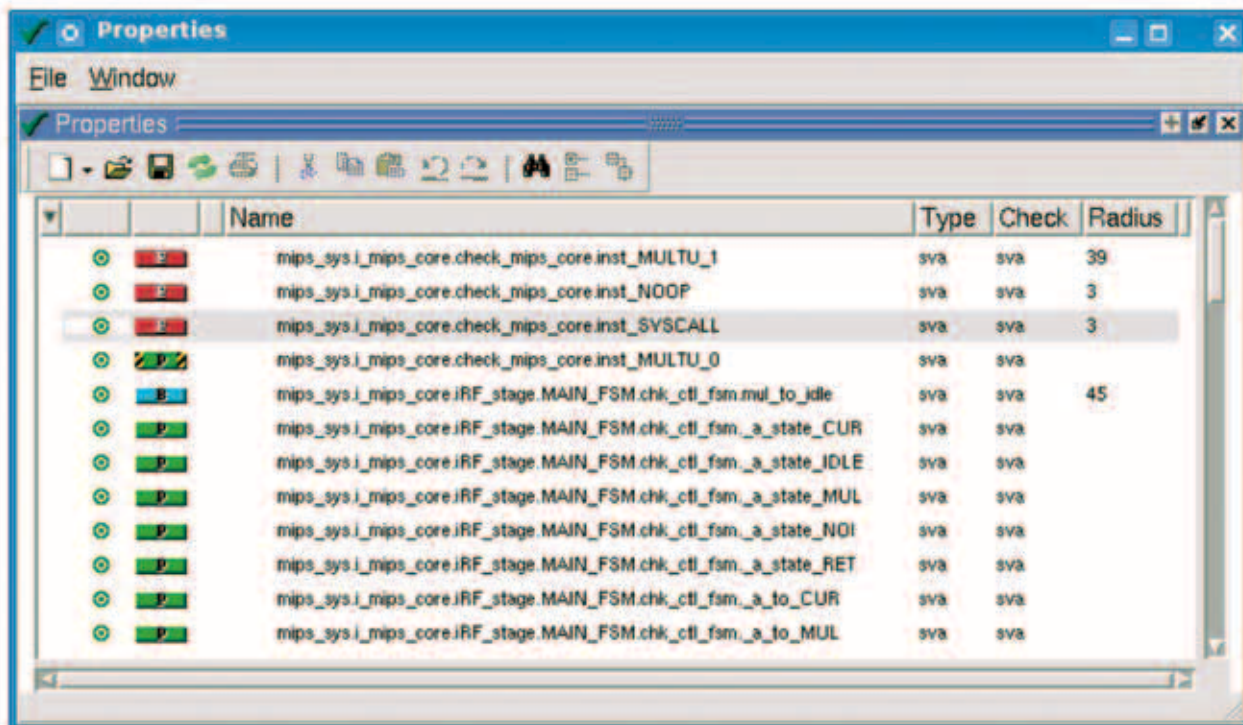 Properties
File Window
Properties
Name Type Check Radius
mips_sys.i_mips_core.check_mips_core.inst_MULTU_1 sva sva 39
mips_sys.i_mips_core.check_mips_core.inst_NOOP sva sva 3
mips_sys.i_mips_core.check_mips_core.inst_SYSCALL sva sva 3
P mips_sys.i_mips_core.check_mips_core.inst_MULTU_0 sva sva
B mips_sys.i_mips_core.iRF_stage.MAIN_FSM.chk_ctl_fsm.mul_to_idle sva sva 45
P mips_sys.i_mips_core.iRF_stage.MAIN_FSM.chk_ctl_fsm._a_state_CUR sva sva
P mips_sys.i_mips_core.iRF_stage.MAIN_FSM.chk_ctl_fsm._a_state_IDLE sva sva
P mips_sys.i_mips_core.iRF_stage.MAIN_FSM.chk_ctl_fsm._a_state_MUL sva sva
P mips_sys.i_mips_core.iRF_stage.MAIN_FSM.chk_ctl_fsm._a_state_NOI sva sva
P mips_sys.i_mips_core.iRF_stage.MAIN_FSM.chk_ctl_fsm._a_state_RET sva sva
P mips_sys.i_mips_core.iRF_stage.MAIN_FSM.chk_ctl_fsm._a_to_CUR sva sva
P mips_sys.i_mips_core.iRF_stage.MAIN_FSM.chk_ctl_fsm._a_to_MUL sva sva